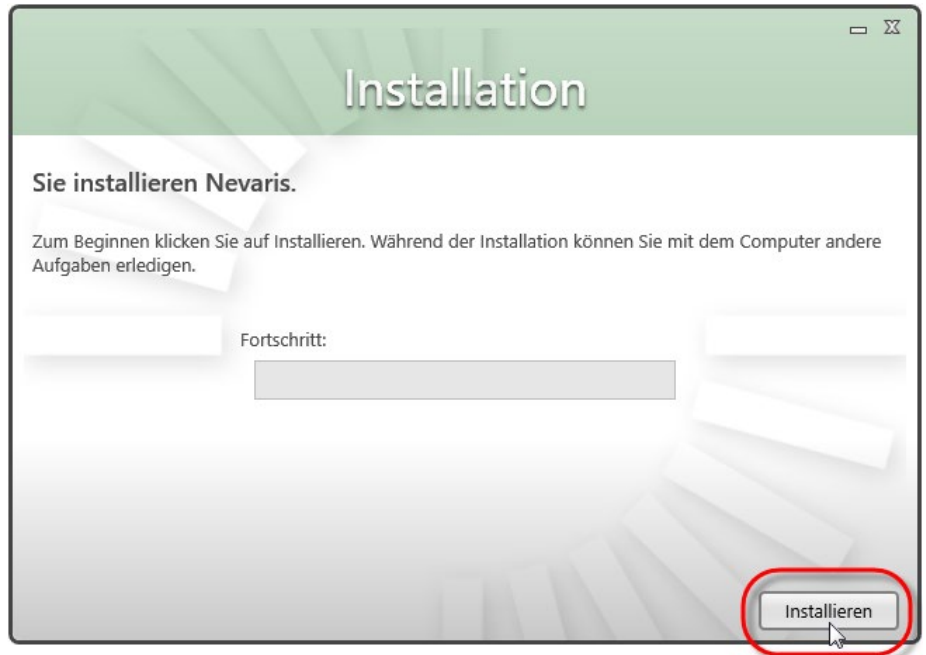 Installation
Sie installieren Nevaris.
Zum Beginnen klicken Sie auf Installieren. Während der Installation können Sie mit dem Computer andere
Aufgaben erledigen.
Fortschritt:
Installieren